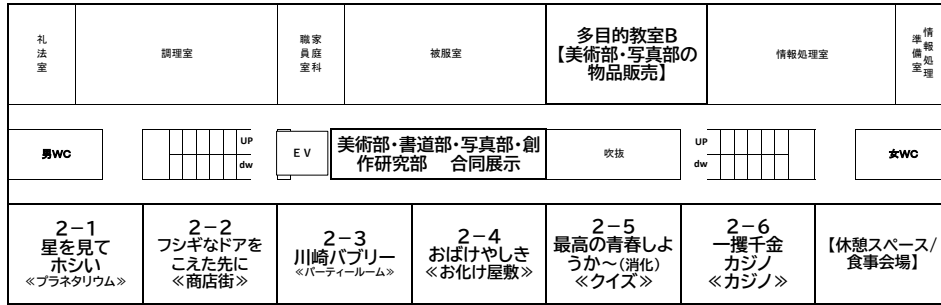 礼法室
調理室
家庭科職員室
被服室
多目的教室B
【美術部・写真部の
物品販売】
情報処理室
情報処理準備室
男WC
UP
dw
EV
美術部・書道部・写真部・創
作研究部 合同展示
吹抜
UP
dw
女WC
2−1
星を見て
ホシい
≪プラネタリウム≫
2−2
フシギなドアを
こえた先に
≪商店街≫
2−3
川崎バブリー
≪パーティールーム≫
2−4
おばけやしき
≪お化け屋敷≫
2−5
最高の青春しよ
うか~(消化)
≪クイズ≫
2−6
一攫千金
カジノ
≪カジノ≫
【休憩スペース/
食事会場】